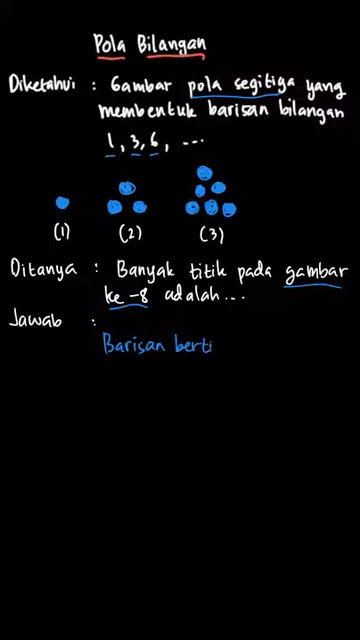 Pola Bilangan
Diketahui : Gambar pola segitiga yang
membentuk barisan bilangan
1, 3, 6, ...
(1) (2) (3)
Ditanya : Banyak titik pada gambar
ke-8 adalah...
Jawab :
Barisan berti